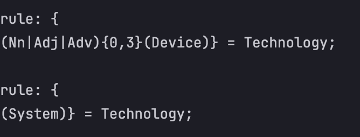 rule: {
(Nn|Adj|Adv){0,3}(Device)} = Technology;
rule: {
(System)} = Technology;